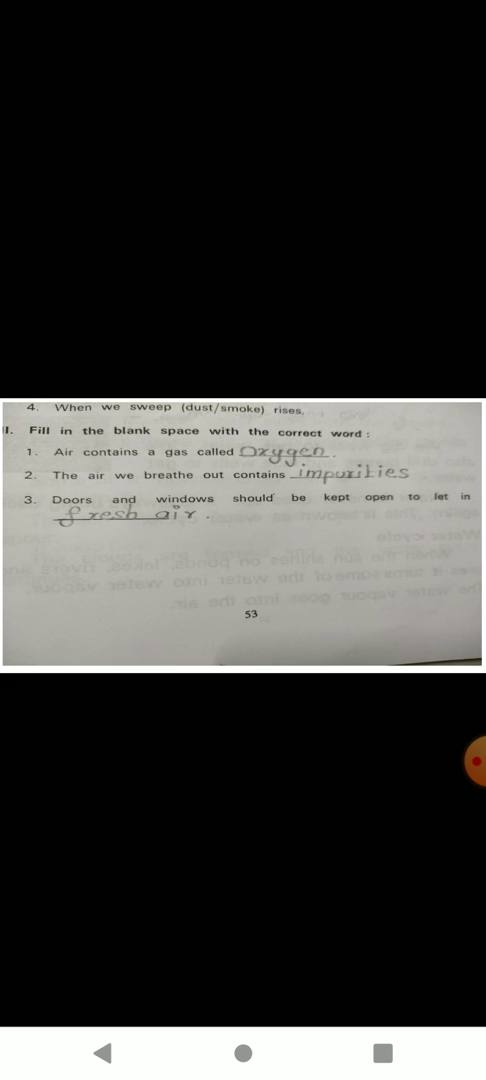 4. When we sweep (dust/smoke) rises,
II. Fill in the blank space with the correct word :
1. Air contains a gas called Oxygen .
2. The air we breathe out contains impurities
3. Doors and windows should be kept open to let in
fresh air .
53